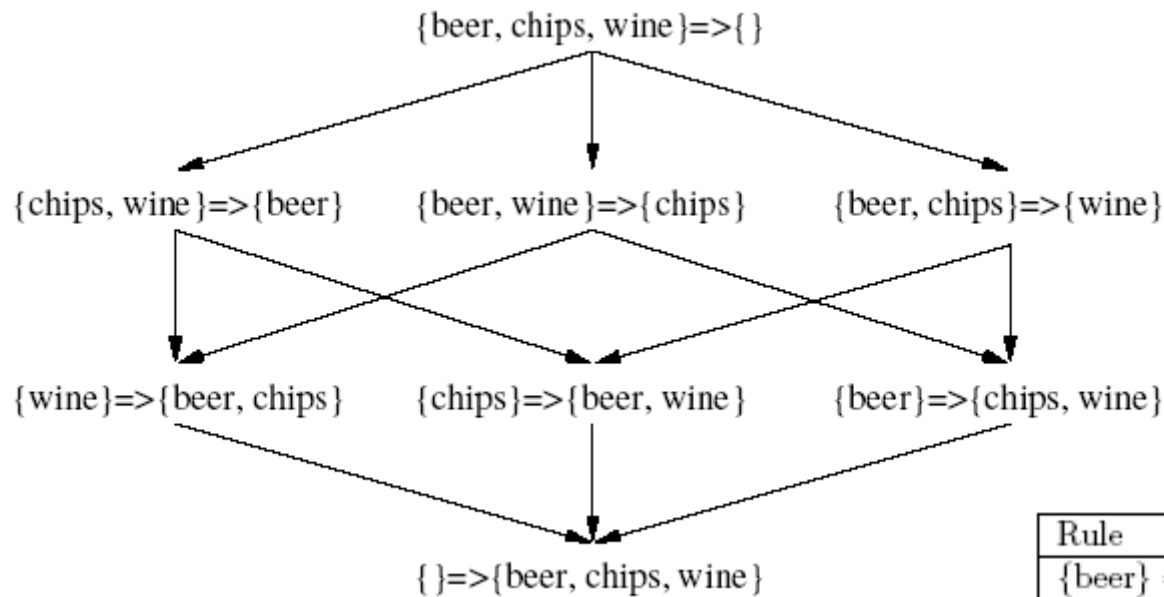 {beer, chips, wine}=>{}
{chips, wine}=>{beer} {beer, wine}=>{chips} {beer, chips}=>{wine}
{wine}=>{beer, chips} {chips}=>{beer, wine} {beer}=>{chips, wine}
{}=>{beer, chips, wine}
Rule
{beer}